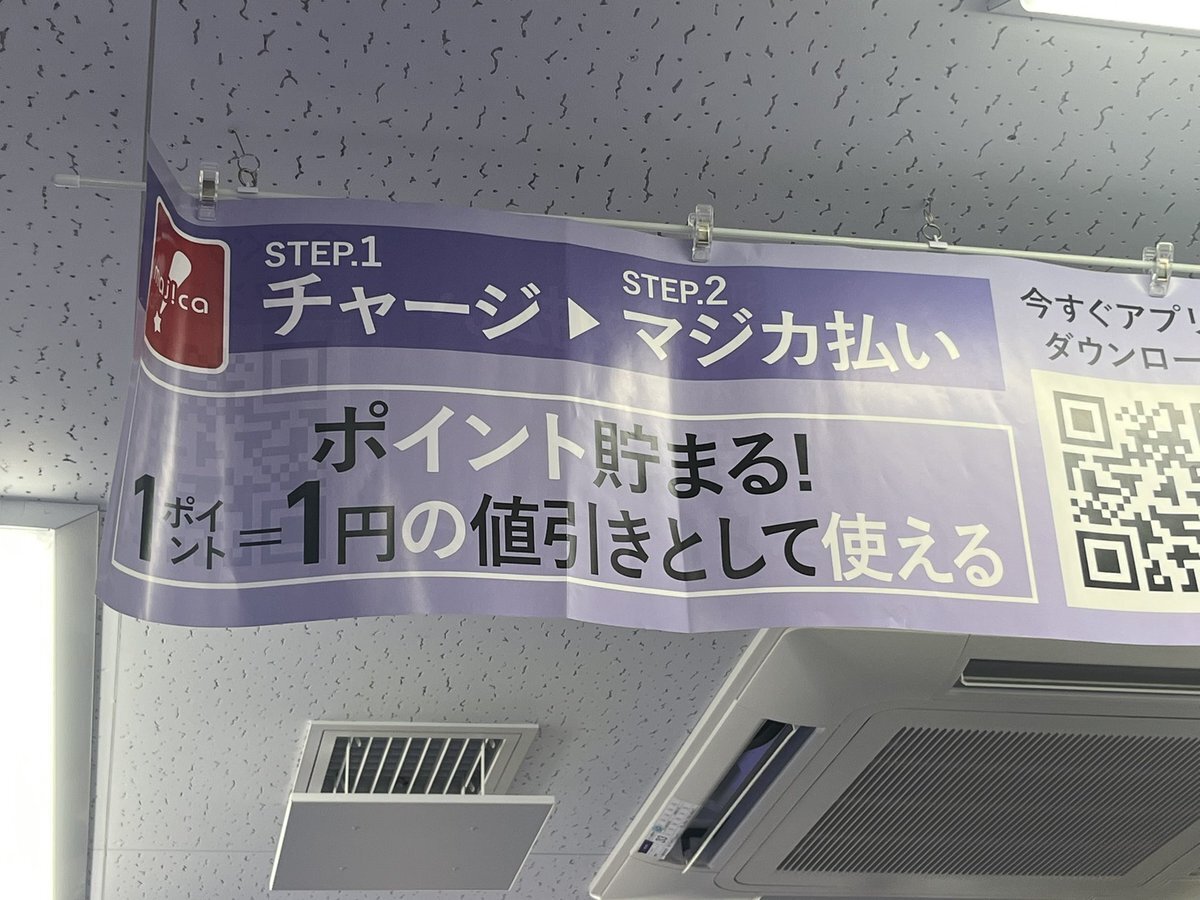 majica
STEP.1
チャージ▶
STEP.2
マジカ払い
ポイント貯まる!
1ポイント=1円の値引きとして使える
今すぐアプリ
ダウンロー